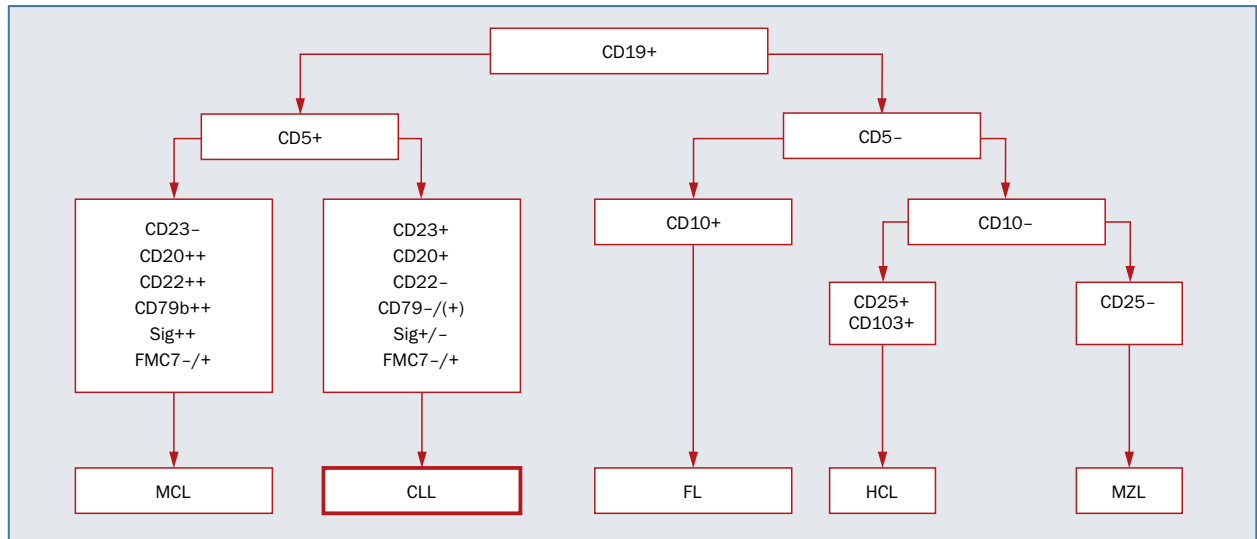 CD19+
CD5+
CD5–
CD23–
CD20++
CD22++
CD79b++
Sig++
FMC7–/+
CD23+
CD20+
CD22–
CD79–/(+)
Sig+/–
FMC7–/+
CD10+
CD10–
CD25+
CD103+
CD25–
MCL
CLL
FL
HCL
MZL